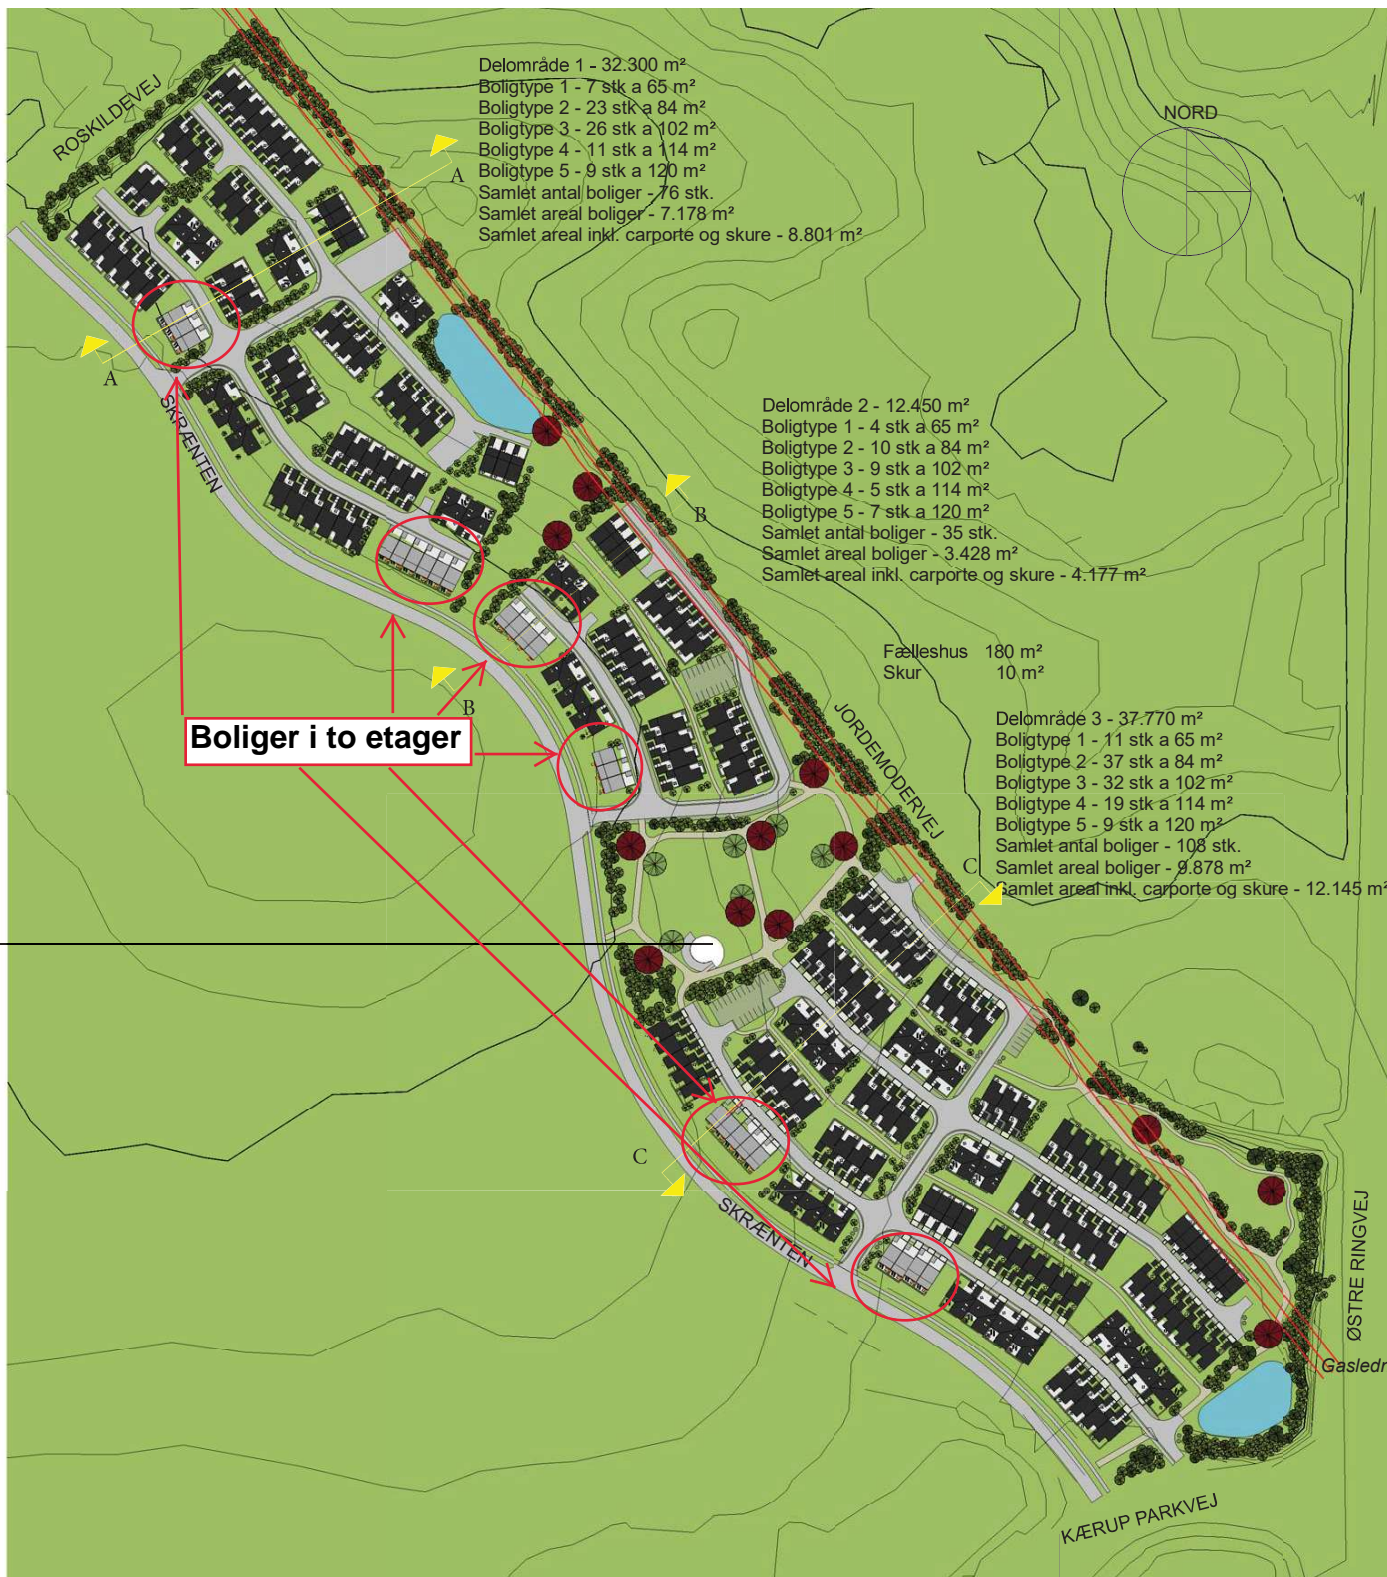 Delområde 1 - 32.300 m²
Boligtype 1 - 7 stk a 65 m²
Boligtype 2 - 23 stk a 84 m²
Boligtype 3 - 26 stk a 102 m²
Boligtype 4 - 11 stk a 114 m²
Boligtype 5 - 9 stk a 120 m²
Samlet antal boliger - 76 stk.
Samlet areal boliger - 7.178 m²
Samlet areal inkl. carporte og skure - 8.801 m²
ROSKILDEVEJ
NORD
A
A
SKRÆNTEN
Delområde 2 - 12.450 m²
Boligtype 1 - 4 stk a 65 m²
Boligtype 2 - 10 stk a 84 m²
Boligtype 3 - 9 stk a 102 m²
Boligtype 4 - 5 stk a 114 m²
Boligtype 5 - 7 stk a 120 m²
Samlet antal boliger - 35 stk.
Samlet areal boliger - 3.428 m²
Samlet areal inkl. carporte og skure - 4.177 m²
B
B
Fælleshus 180 m²
Skur 10 m²
Boliger i to etager
JORDEMODERVEJ
Delområde 3 - 37.770 m²
Boligtype 1 - 11 stk a 65 m²
Boligtype 2 - 37 stk a 84 m²
Boligtype 3 - 32 stk a 102 m²
Boligtype 4 - 19 stk a 114 m²
Boligtype 5 - 9 stk a 120 m²
Samlet antal boliger - 108 stk.
Samlet areal boliger - 9.878 m²
Samlet areal inkl. carporte og skure - 12.145 m²
C
C
SKRÆNTEN
ØSTRE RINGVEJ
Gasledr
KÆRUP PARKVEJ